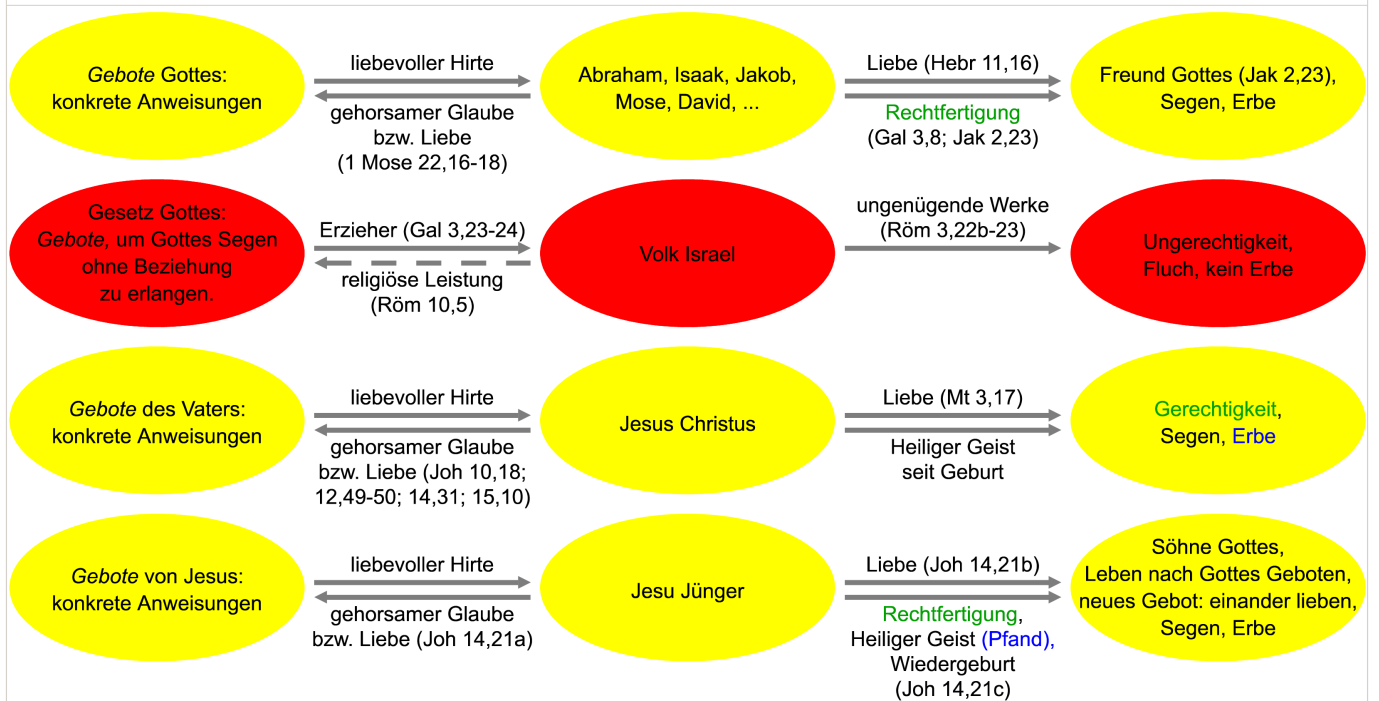 Gebote Gottes:
konkrete Anweisungen
liebevoller Hirte
gehorsamer Glaube
bzw. Liebe
(1 Mose 22,16-18)
Abraham, Isaak, Jakob,
Mose, David, ...
Liebe (Hebr 11,16)
Rechtfertigung
(Gal 3,8; Jak 2,23)
Freund Gottes (Jak 2,23),
Segen, Erbe
Gesetz Gottes:
Gebote, um Gottes Segen
ohne Beziehung
zu erlangen.
Erzieher (Gal 3,23-24)
religiöse Leistung
(Röm 10,5)
Volk Israel
ungenügende Werke
(Röm 3,22b-23)
Ungerechtigkeit,
Fluch, kein Erbe
Gebote des Vaters:
konkrete Anweisungen
liebevoller Hirte
gehorsamer Glaube
bzw. Liebe (Joh 10,18;
12,49-50; 14,31; 15,10)
Jesus Christus
Liebe (Mt 3,17)
Heiliger Geist
seit Geburt
Gerechtigkeit,
Segen, Erbe
Gebote von Jesus:
konkrete Anweisungen
liebevoller Hirte
gehorsamer Glaube
bzw. Liebe (Joh 14,21a)
Jesu Jünger
Liebe (Joh 14,21b)
Rechtfertigung,
Heiliger Geist (Pfand),
Wiedergeburt
(Joh 14,21c)
Söhne Gottes,
Leben nach Gottes Geboten,
neues Gebot: einander lieben,
Segen, Erbe